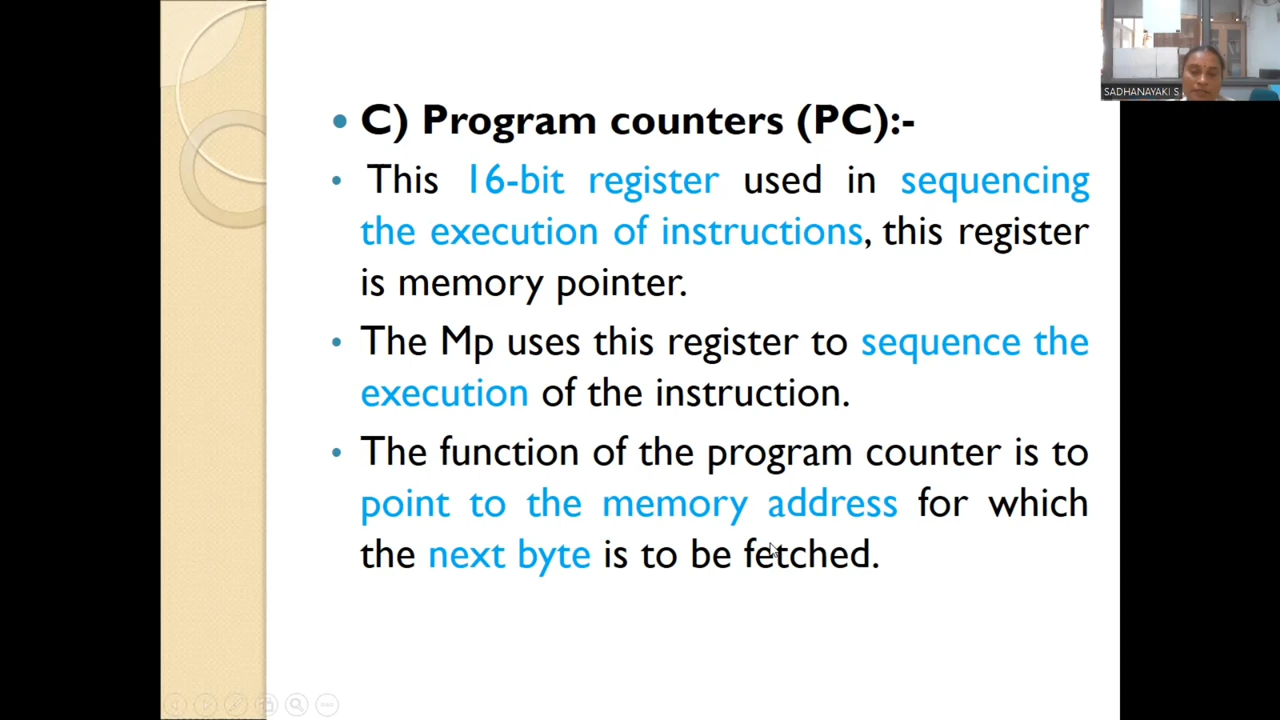 SADHANAYAKI S
• C) Program counters (PC):-
• This 16-bit register used in sequencing
the execution of instructions, this register
is memory pointer.
• The Mp uses this register to sequence the
execution of the instruction.
• The function of the program counter is to
point to the memory address for which
the next byte is to be fetched.